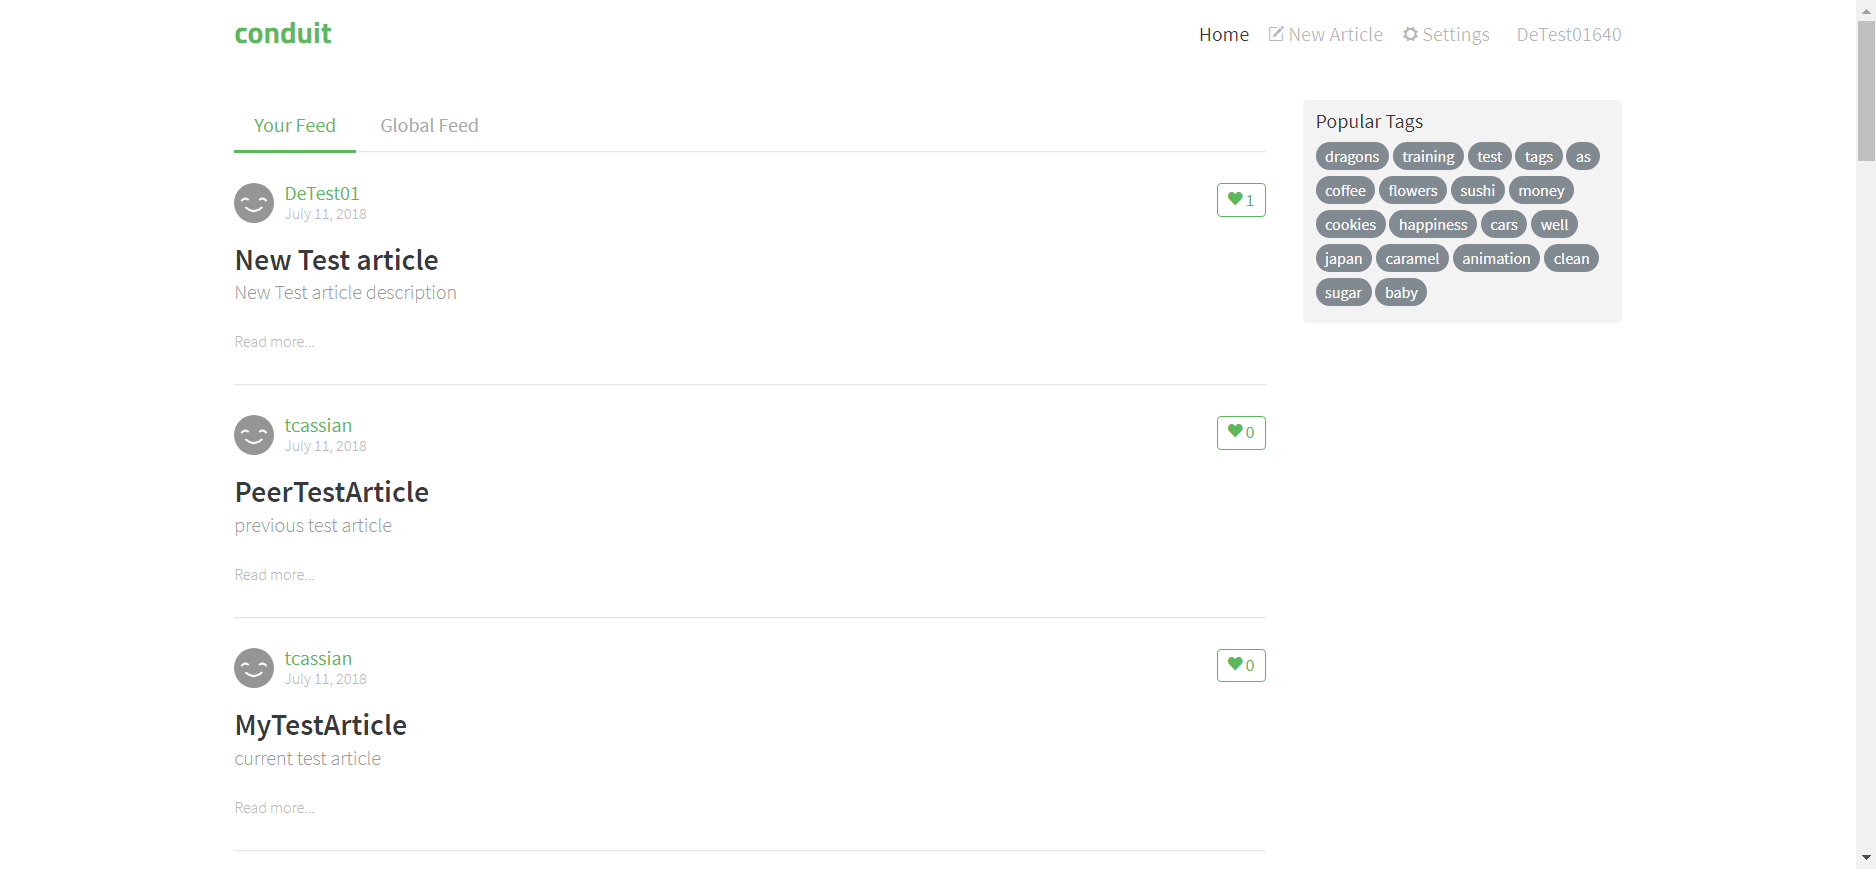 conduit
Home New Article Settings DeTest01640
Your Feed Global Feed
DeTest01
July 11, 2018
1
New Test article
New Test article description
Read more...
tcassian
July 11, 2018
0
PeerTestArticle
previous test article
Read more...
tcassian
July 11, 2018
0
MyTestArticle
current test article
Read more...
Popular Tags
dragons training test tags as
coffee flowers sushi money
cookies happiness cars well
japan caramel animation clean
sugar baby